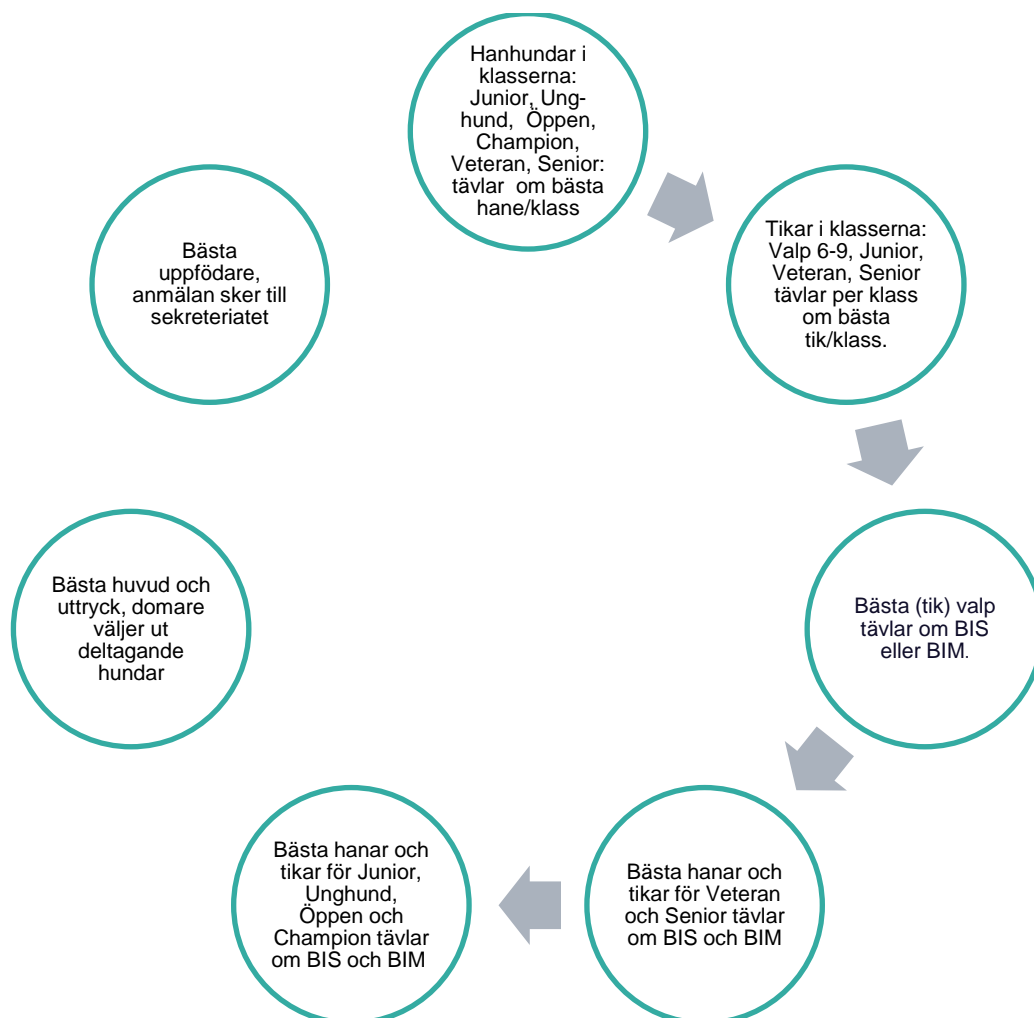 Hanhundar i
klasserna:
Junior, Ung-
hund, Öppen,
Champion,
Veteran, Senior:
tävlar om bästa
hane/klass
Tikar i klasserna:
Valp 6-9, Junior,
Veteran, Senior
tävlar per klass
om bästa
tik/klass.
Bästa (tik) valp
tävlar om BIS
eller BIM.
Bästa hanar och
tikar för Veteran
och Senior tävlar
om BIS och BIM
Bästa hanar och
tikar för Junior,
Unghund,
Öppen och
Champion tävlar
om BIS och BIM
Bästa huvud och
uttryck, domare
väljer ut
deltagande
hundar
Bästa
uppfödare,
anmälan sker till
sekreteriatet